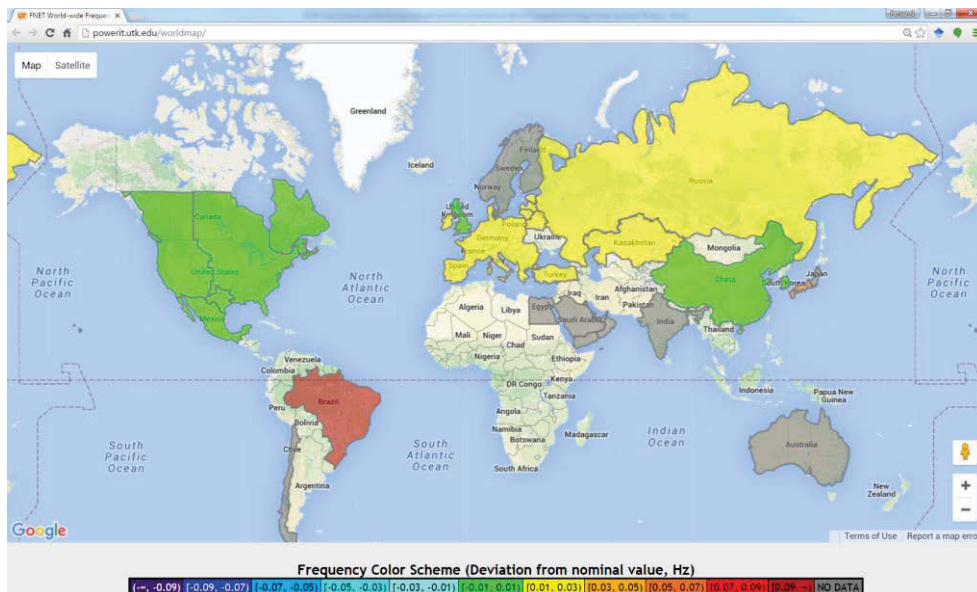 FNET World-wide Freque
powerit.utk.edu/worldmap/
Map Satellite
Greenland
Iceland
Finland
Sweden
Norway
Russia
United
Kingdom
Canada
Poland
Germany
Ukraine
France
Kazakhstan
Mongolia
North
Pacific
Ocean
United States
North
Atlantic
Ocean
Spain
Turkey
China
South Korea
Japan
North
Pacific
Ocean
Iraq
Iran
Afghanistan
Pakistan
Algeria
Libya
Egypt
Saudi Arabia
India
Mexico
Mali
Niger
Chad
Sudan
Thailand
Nigeria
Ethiopia
Venezuela
Colombia
DR Congo
Kenya
Tanzania
Indonesia
Papua New
Guinea
Brazil
Peru
Bolivia
Angola
Namibia
Botswana
Madagascar
Indian
Ocean
South
Pacific
Ocean
Chile
South
Atlantic
Ocean
Australia
Argentina
South Africa
New
Zealand
Google
Terms of Use Report a map erro
Frequency Color Scheme (Deviation from nominal value, Hz)
(-∞, -0.09) [-0.09, -0.07) [-0.07, -0.05) [-0.05, -0.03) [-0.03, -0.01) [-0.01, 0.01) [0.01, 0.03) [0.03, 0.05) [0.05, 0.07) [0.07, 0.09) [0.09, ∞) NO DATA